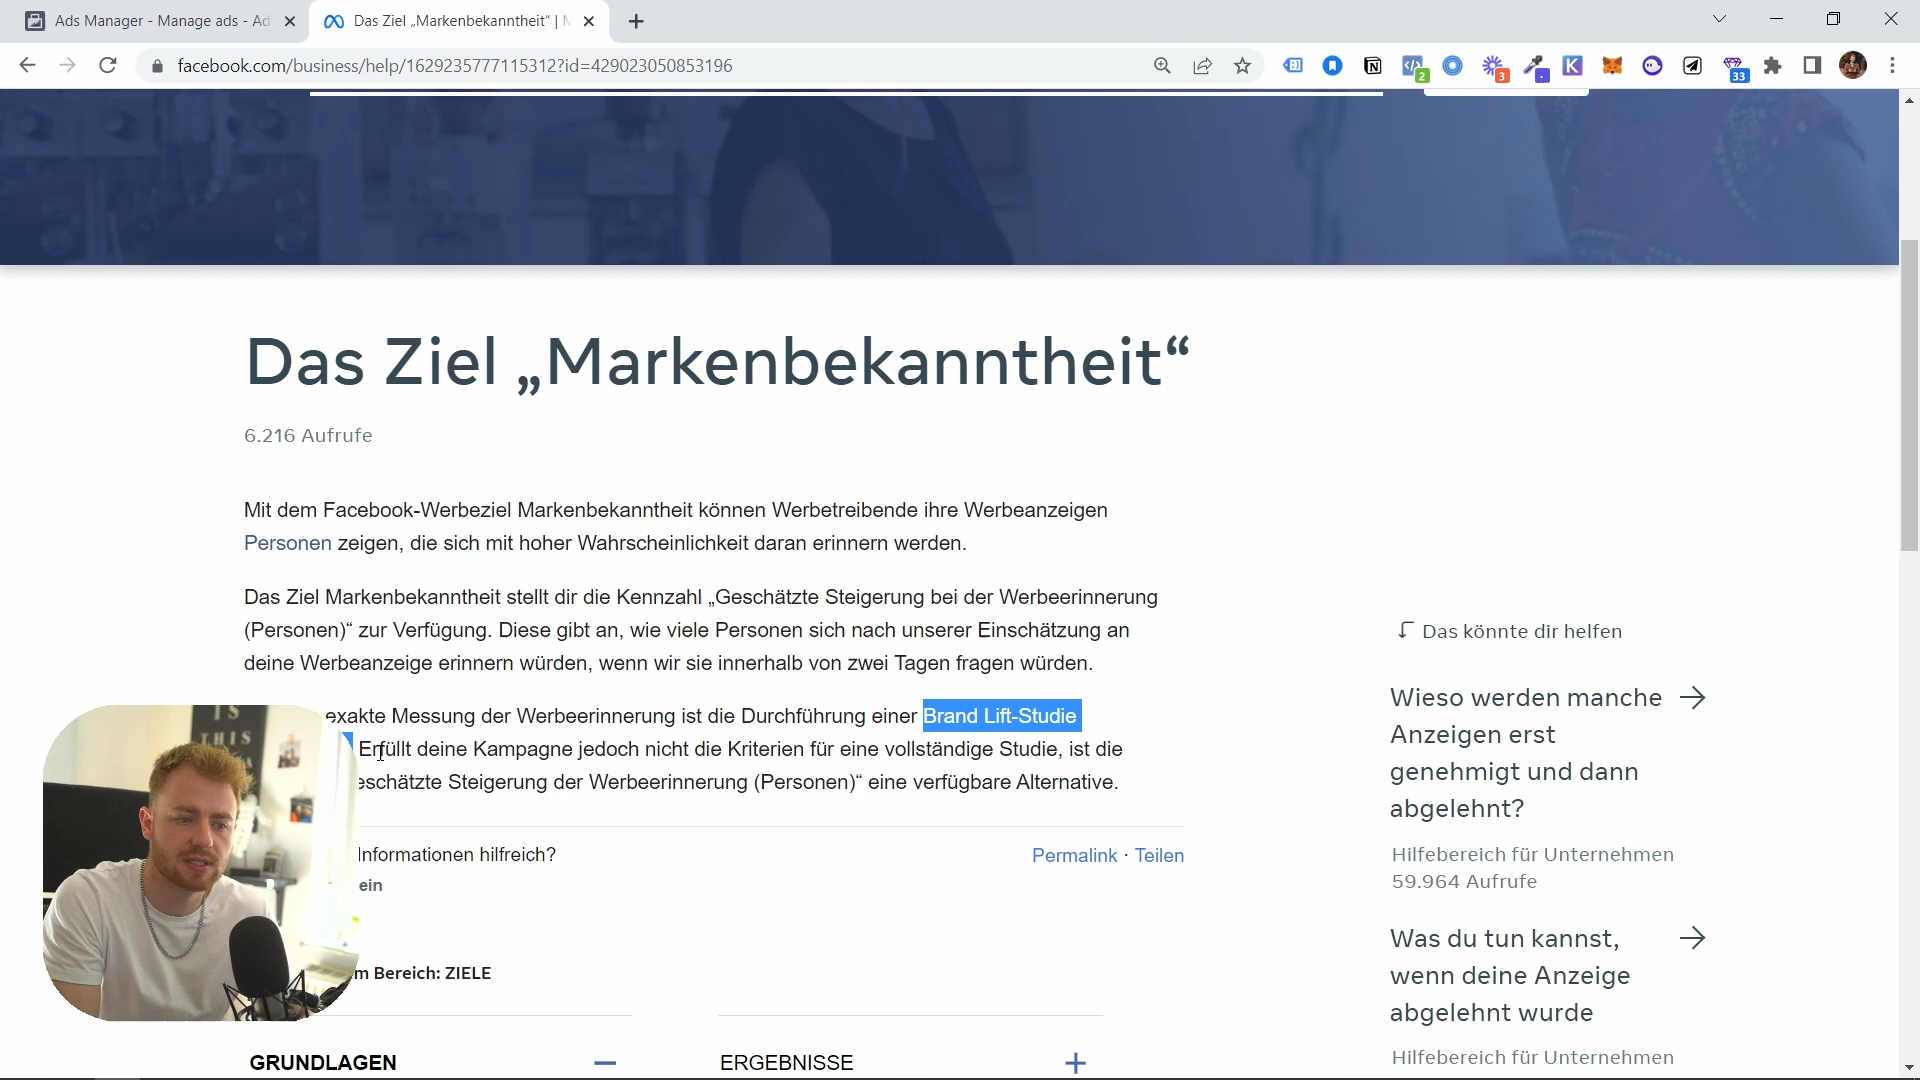 Ads Manager - Manage ads - Ad
Das Ziel „Markenbekanntheit“ | M
facebook.com/business/help/1629235777115312?id=429023050853196
2
3
33
Das Ziel „Markenbekanntheit“
6.216 Aufrufe
Mit dem Facebook-Werbeziel Markenbekanntheit können Werbetreibende ihre Werbeanzeigen
Personen zeigen, die sich mit hoher Wahrscheinlichkeit daran erinnern werden.
Das Ziel Markenbekanntheit stellt dir die Kennzahl „Geschätzte Steigerung bei der Werbeerinnerung
(Personen)“ zur Verfügung. Diese gibt an, wie viele Personen sich nach unserer Einschätzung an
deine Werbeanzeige erinnern würden, wenn wir sie innerhalb von zwei Tagen fragen würden.
exakte Messung der Werbeerinnerung ist die Durchführung einer Brand Lift-Studie
Erfüllt deine Kampagne jedoch nicht die Kriterien für eine vollständige Studie, ist die
eschätzte Steigerung der Werbeerinnerung (Personen)“ eine verfügbare Alternative.
Informationen hilfreich?
Permalink · Teilen
ein
m Bereich: ZIELE
GRUNDLAGEN
ERGEBNISSE
Das könnte dir helfen
Wieso werden manche
Anzeigen erst
genehmigt und dann
abgelehnt?
Hilfebereich für Unternehmen
59.964 Aufrufe
Was du tun kannst,
wenn deine Anzeige
abgelehnt wurde
Hilfebereich für Unternehmen
IS
THIS